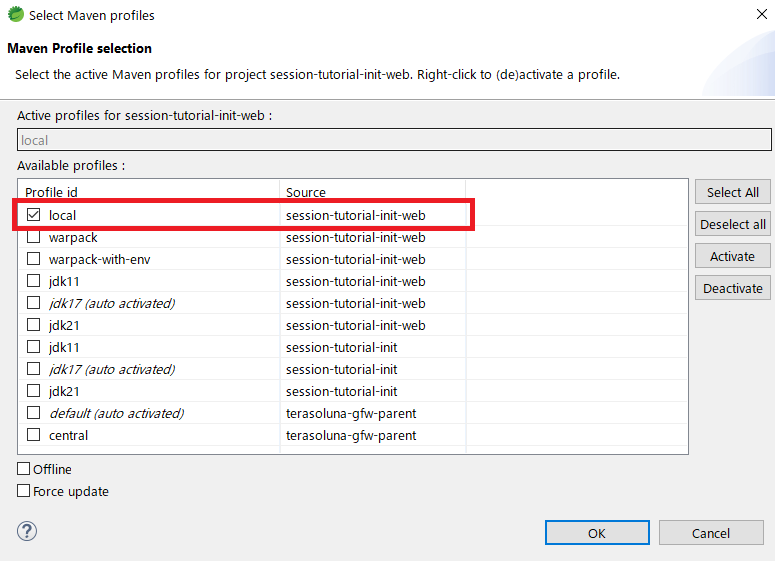 Select Maven profiles
Maven Profile selection
Select the active Maven profiles for project session-tutorial-init-web. Right-click to (de)activate a profile.
Active profiles for session-tutorial-init-web :
local
Available profiles :
Profile id Source
local session-tutorial-init-web
warpack session-tutorial-init-web
warpack-with-env session-tutorial-init-web
jdk11 session-tutorial-init-web
jdk17 (auto activated) session-tutorial-init-web
jdk21 session-tutorial-init-web
jdk11 session-tutorial-init
jdk17 (auto activated) session-tutorial-init
jdk21 session-tutorial-init
default (auto activated) terasoluna-gfw-parent
central terasoluna-gfw-parent
Select All
Deselect all
Activate
Deactivate
Offline
Force update
?
OK Cancel